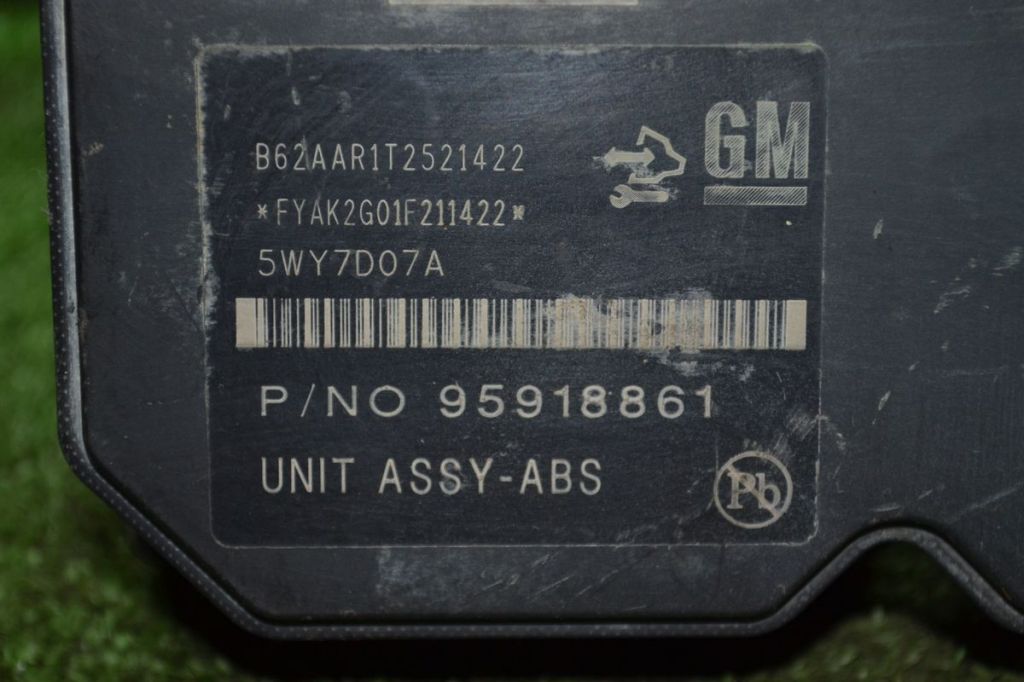 B62AAR1T2521422
GM
*FYAK2G01F211422*
5WY7D07A
P/NO 95918861
UNIT ASSY-ABS
Pb